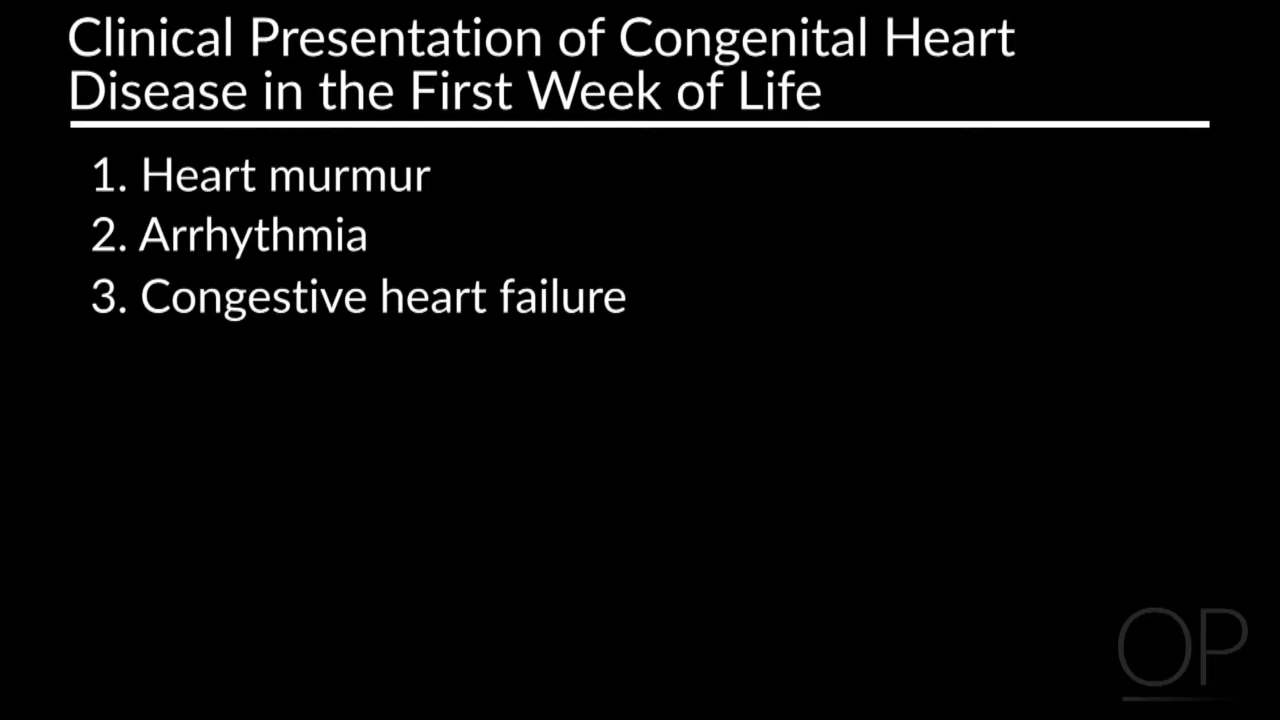 Clinical Presentation of Congenital Heart
Disease in the First Week of Life
1. Heart murmur
2. Arrhythmia
3. Congestive heart failure
OP